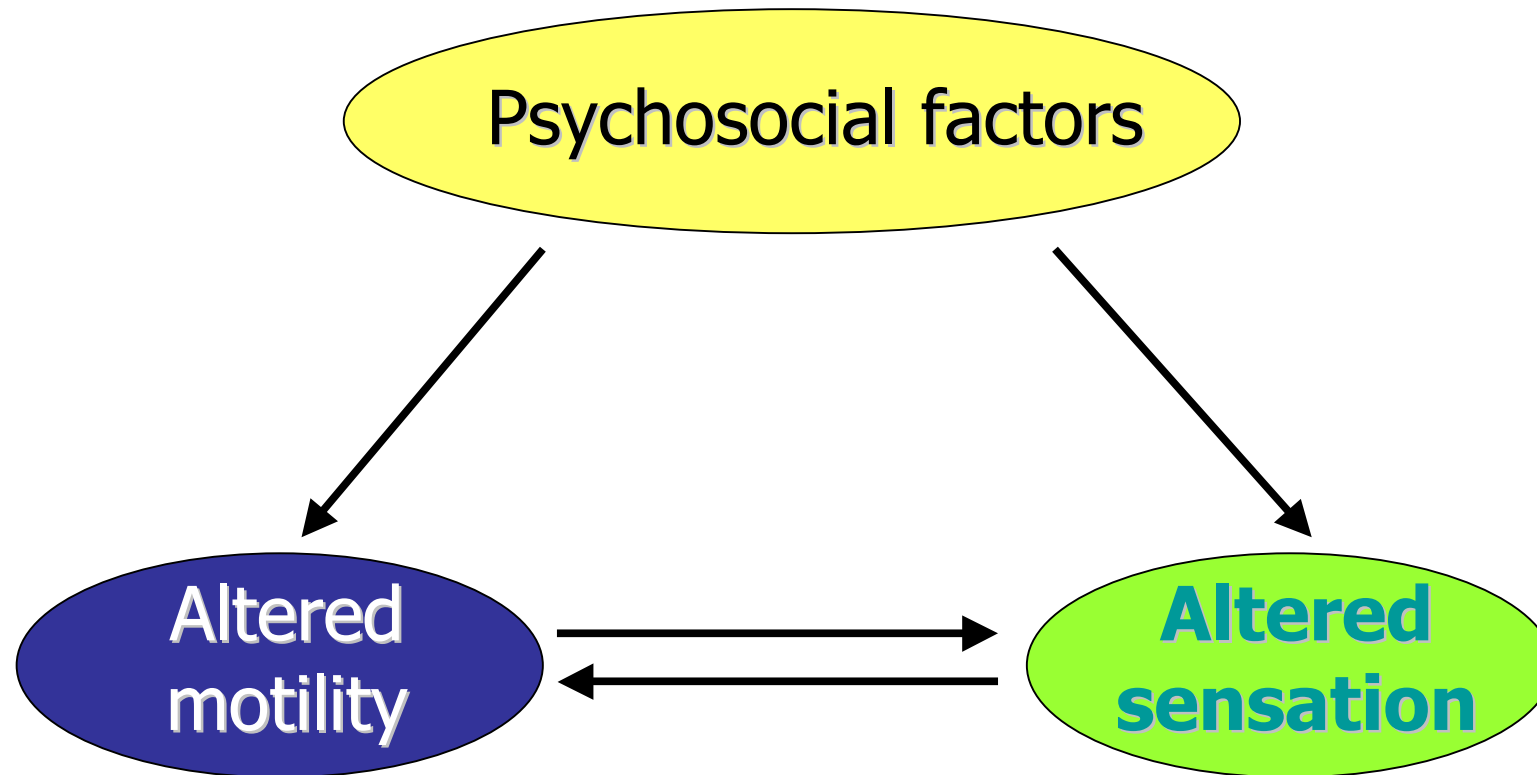 Psychosocial factors
Altered
motility
Altered
sensation